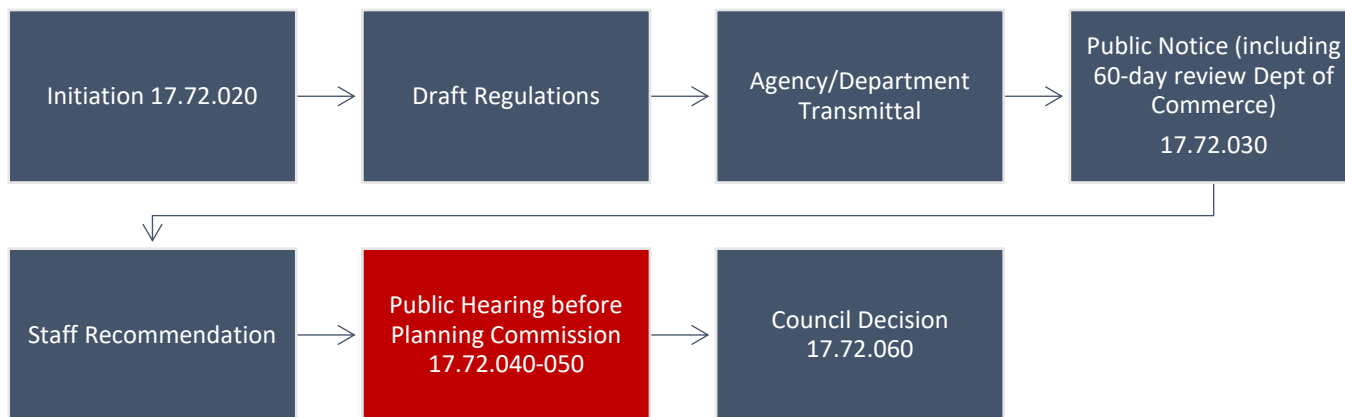 Initiation 17.72.020
Draft Regulations
Agency/Department
Transmittal
Public Notice (including
60-day review Dept of
Commerce)
17.72.030
Staff Recommendation
Public Hearing before
Planning Commission
17.72.040-050
Council Decision
17.72.060